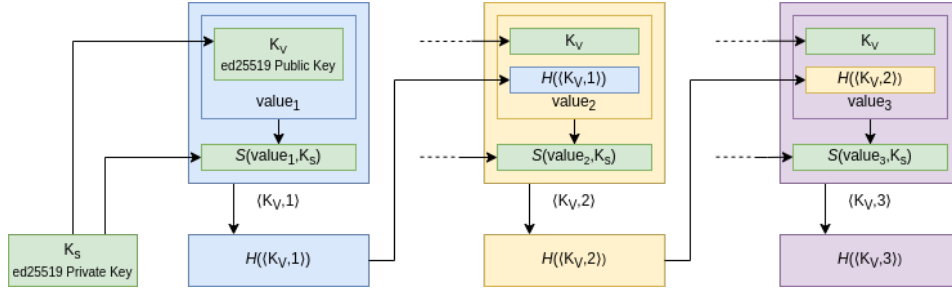 K_V
ed25519 Public Key
value_1
S(value_1,K_s)
⟨K_V,1⟩
K_s
ed25519 Private Key
H(⟨K_V,1⟩)
K_V
H(⟨K_V,1⟩)
value_2
S(value_2,K_s)
⟨K_V,2⟩
H(⟨K_V,2⟩)
K_V
H(⟨K_V,2⟩)
value_3
S(value_3,K_s)
⟨K_V,3⟩
H(⟨K_V,3⟩)